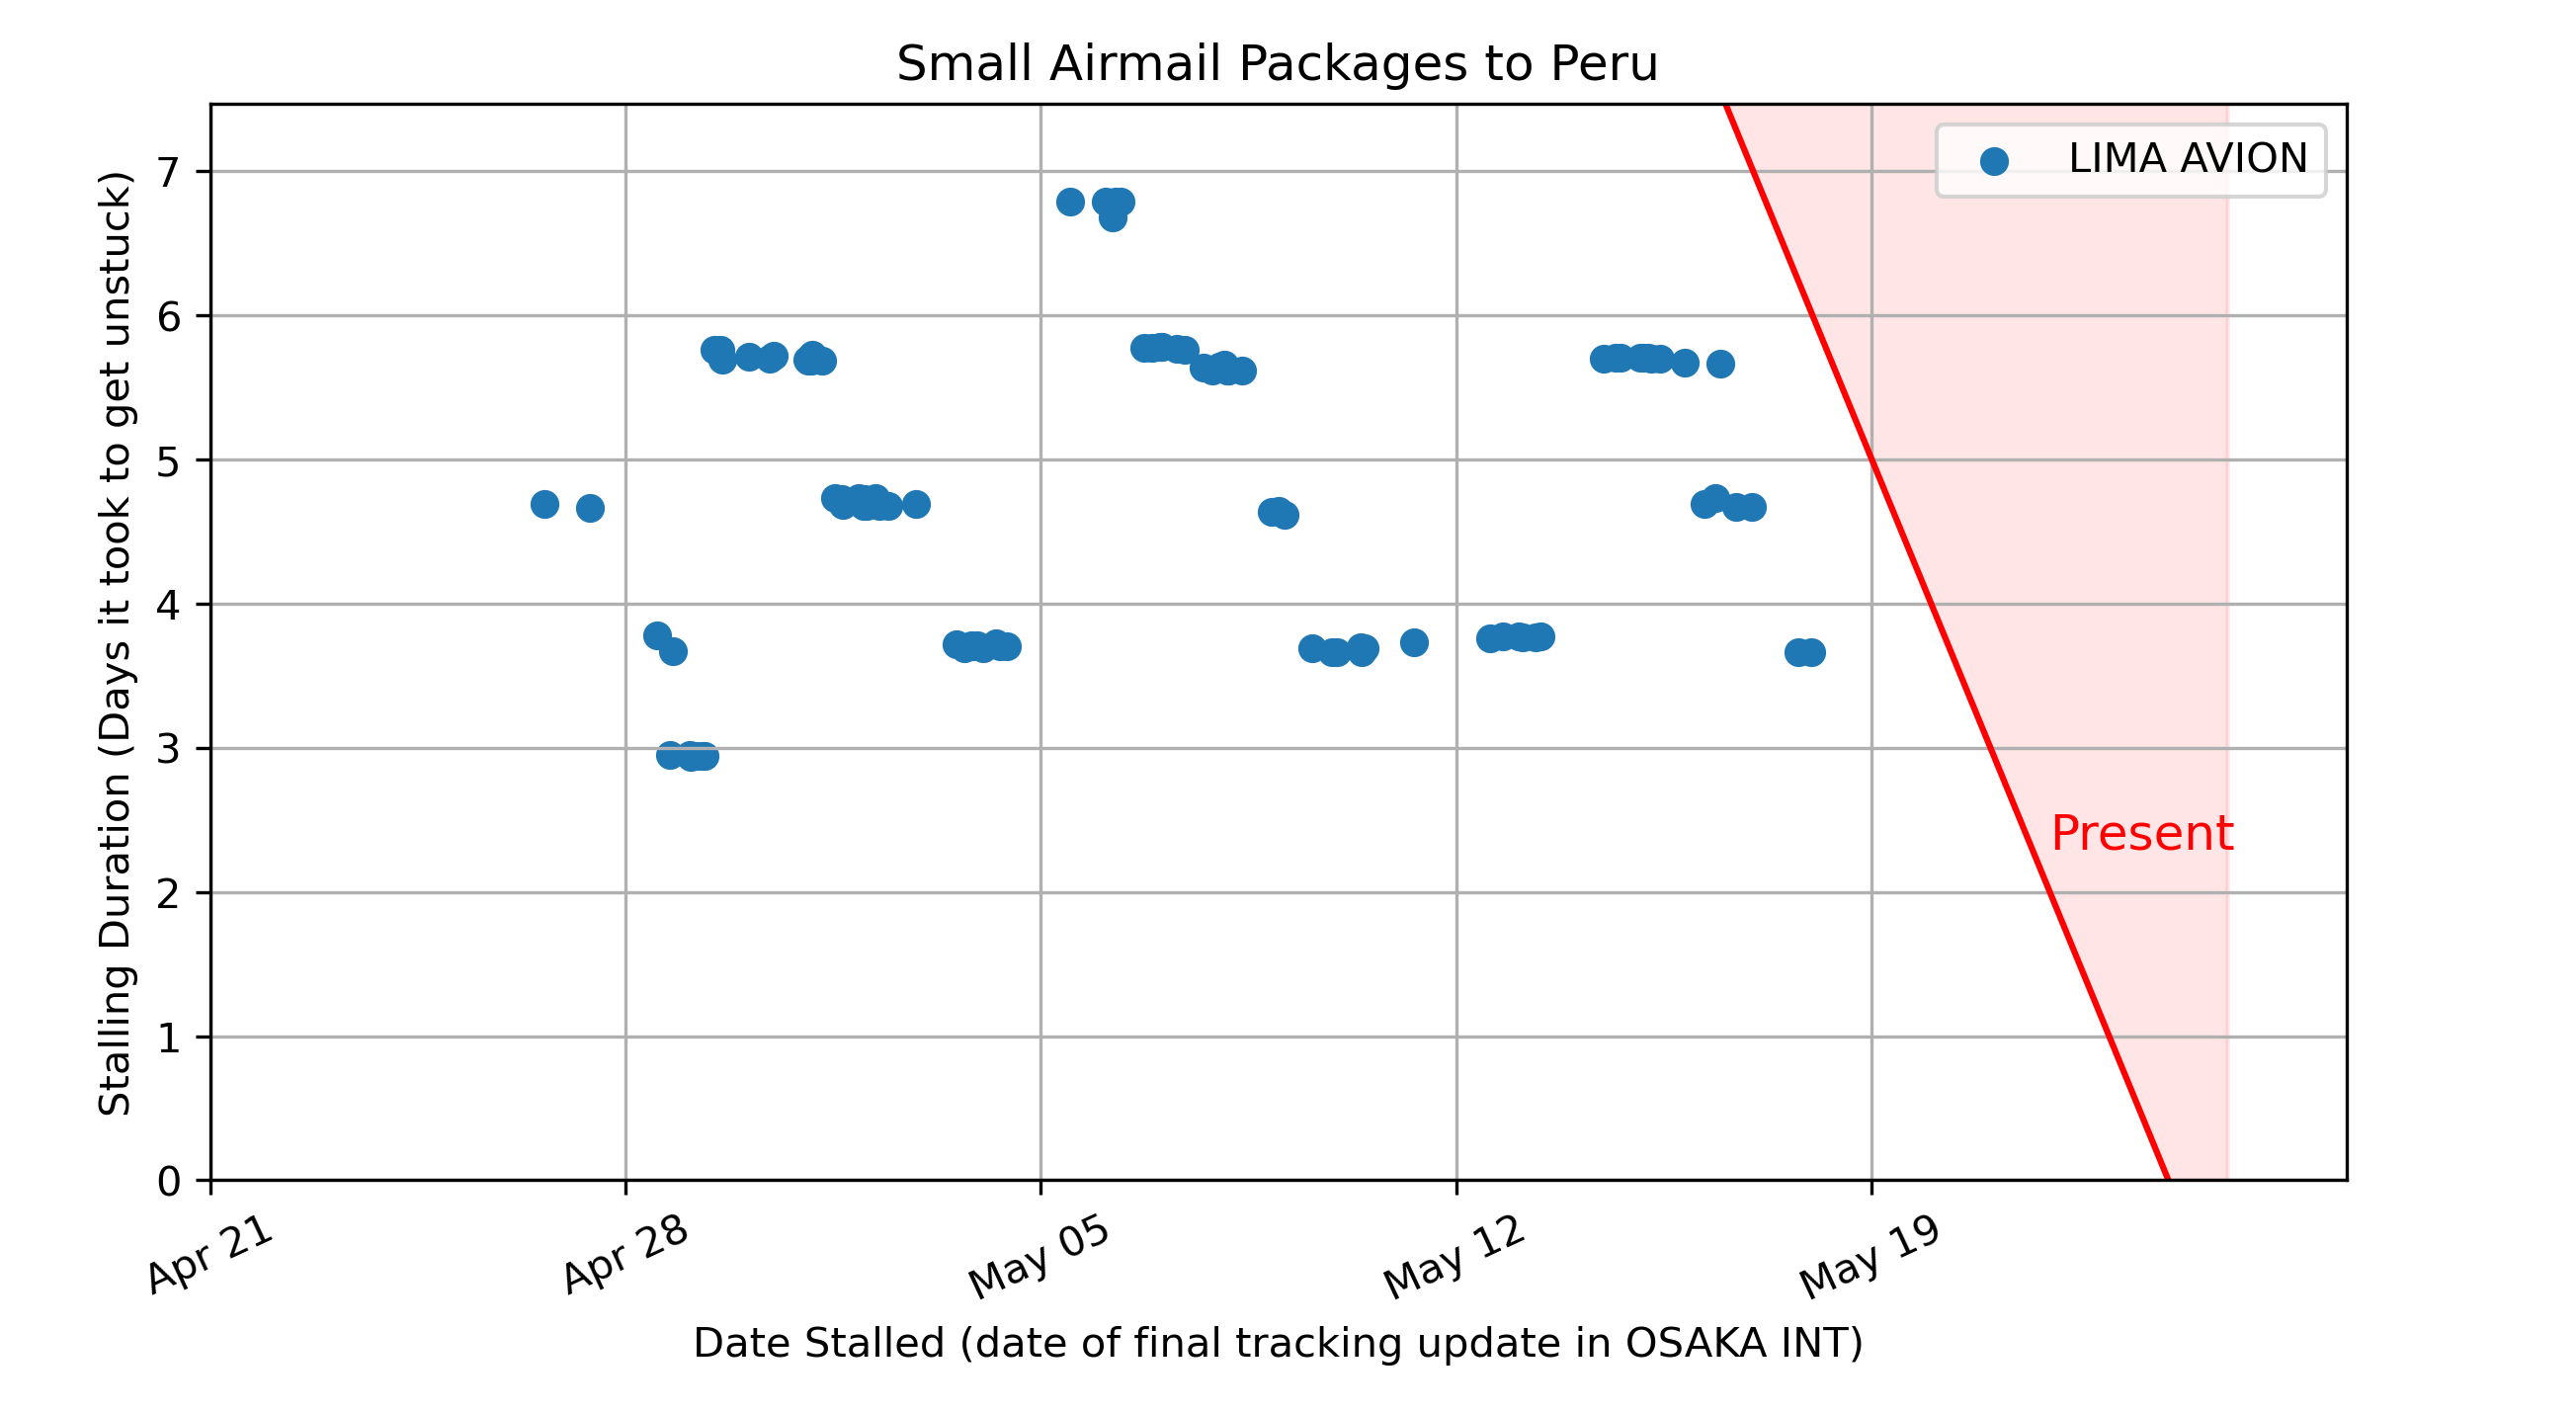 Small Airmail Packages to Peru
LIMA AVION
Stalling Duration (Days it took to get unstuck)
7
6
5
4
3
2
1
0
Present
Apr 21
Apr 28
May 05
May 12
May 19
Date Stalled (date of final tracking update in OSAKA INT)